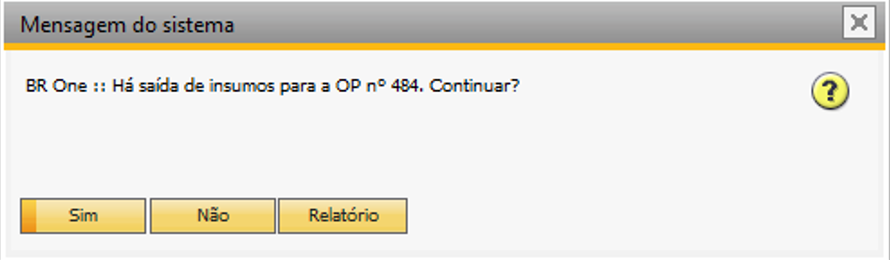 Mensagem do sistema
BR One :: Há saída de insumos para a OP nº 484. Continuar?
?
Sim
Não
Relatório